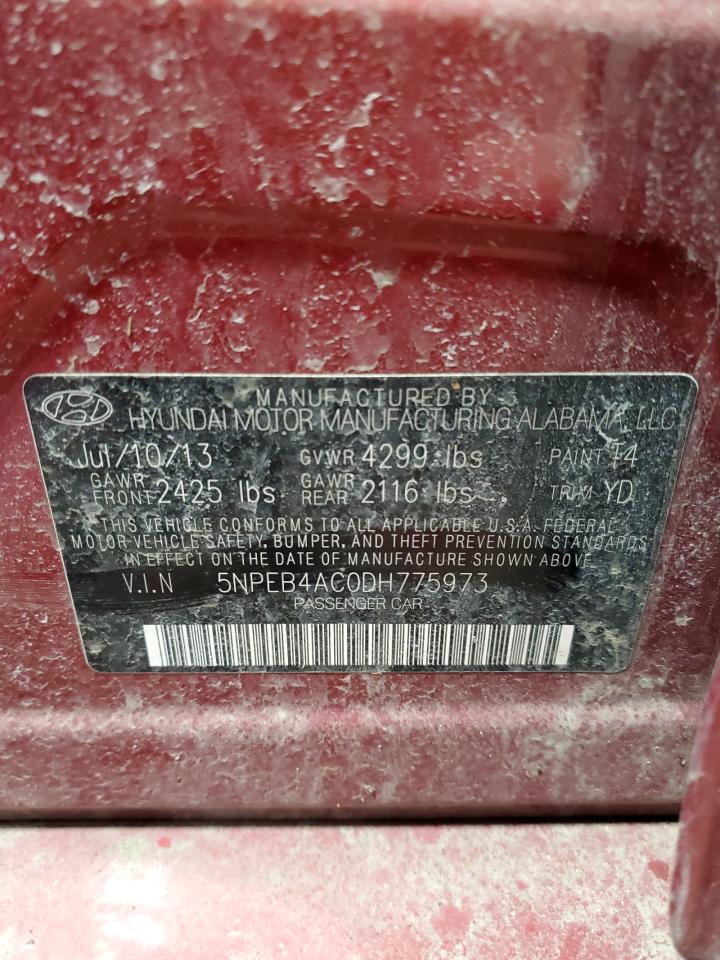 MANUFACTURED BY
HYUNDAI MOTOR MANUFACTURING ALABAMA, LLC
Jul/10/13 GVWR 4299 lbs PAINT T4
GAWR FRONT 2425 lbs GAWR REAR 2116 lbs TRIM YD
THIS VEHICLE CONFORMS TO ALL APPLICABLE U.S.A. FEDERAL
MOTOR-VEHICLE SAFETY, BUMPER, AND THEFT PREVENTION STANDARDS
IN EFFECT ON THE DATE OF MANUFACTURE SHOWN ABOVE
V.I.N 5NPEB4AC0DH775973
PASSENGER CAR